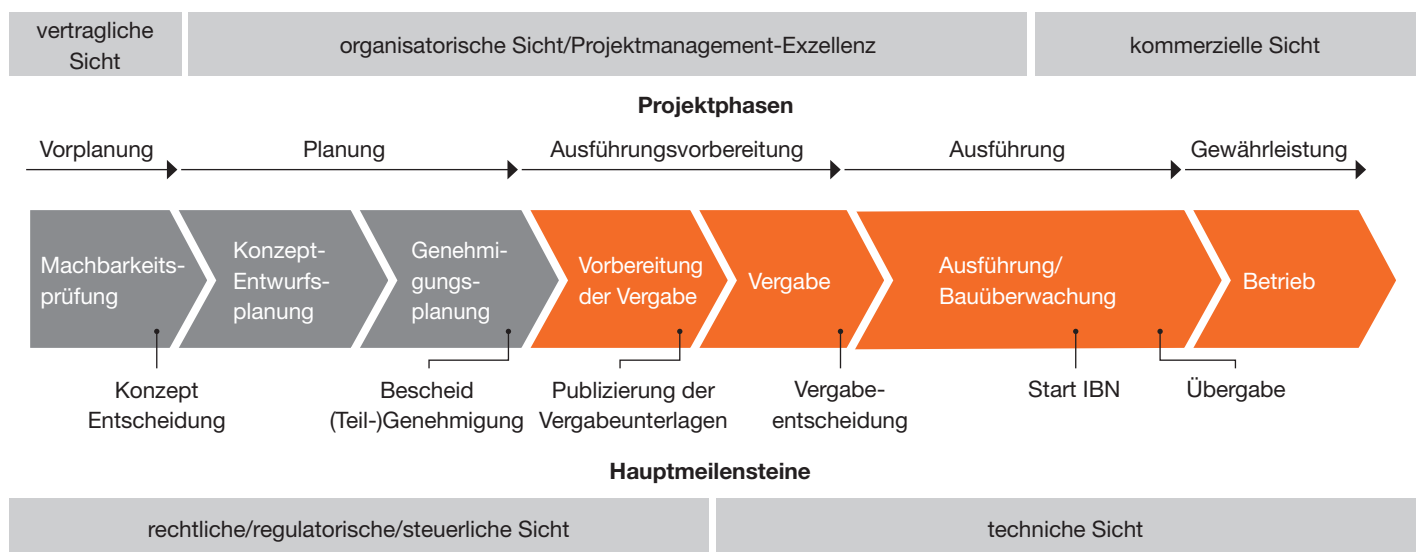 vertragliche
Sicht
organisatorische Sicht/Projektmanagement-Exzellenz
kommerzielle Sicht
Projektphasen
Vorplanung
Planung
Ausführungsvorbereitung
Ausführung
Gewährleistung
Machbarkeits-
prüfung
Konzept-
Entwurfs-
planung
Genehmi-
gungs-
planung
Vorbereitung
der Vergabe
Vergabe
Ausführung/
Bauüberwachung
Betrieb
Konzept
Entscheidung
Bescheid
(Teil-)Genehmigung
Publizierung der
Vergabeunterlagen
Vergabe-
entscheidung
Start IBN
Übergabe
Hauptmeilensteine
rechtliche/regulatorische/steuerliche Sicht
techniche Sicht